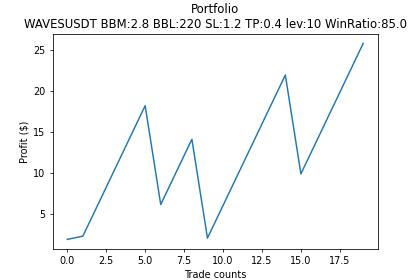 Portfolio
WAVESUSDT BBM:2.8 BBL:220 SL:1.2 TP:0.4 lev:10 WinRatio:85.0
25
20
15
10
5
Profit ($)
0.0 2.5 5.0 7.5 10.0 12.5 15.0 17.5
Trade counts